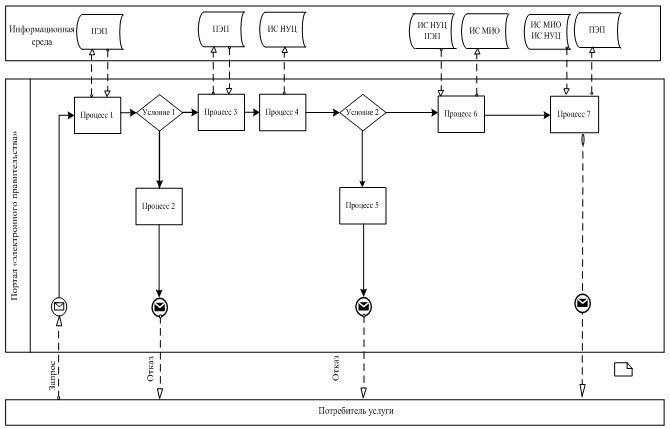 Информационная
среда
ПЭП
ПЭП
ИС НУЦ
ИС НУЦ
ПЭП
ИС МИО
ИС МИО
ИС НУЦ
ПЭП
Портал «электронного правительства»
Процесс 1
Условие 1
Процесс 3
Процесс 4
Условие 2
Процесс 6
Процесс 7
Процесс 2
Процесс 5
Запрос
Отказ
Отказ
Потребитель услуги